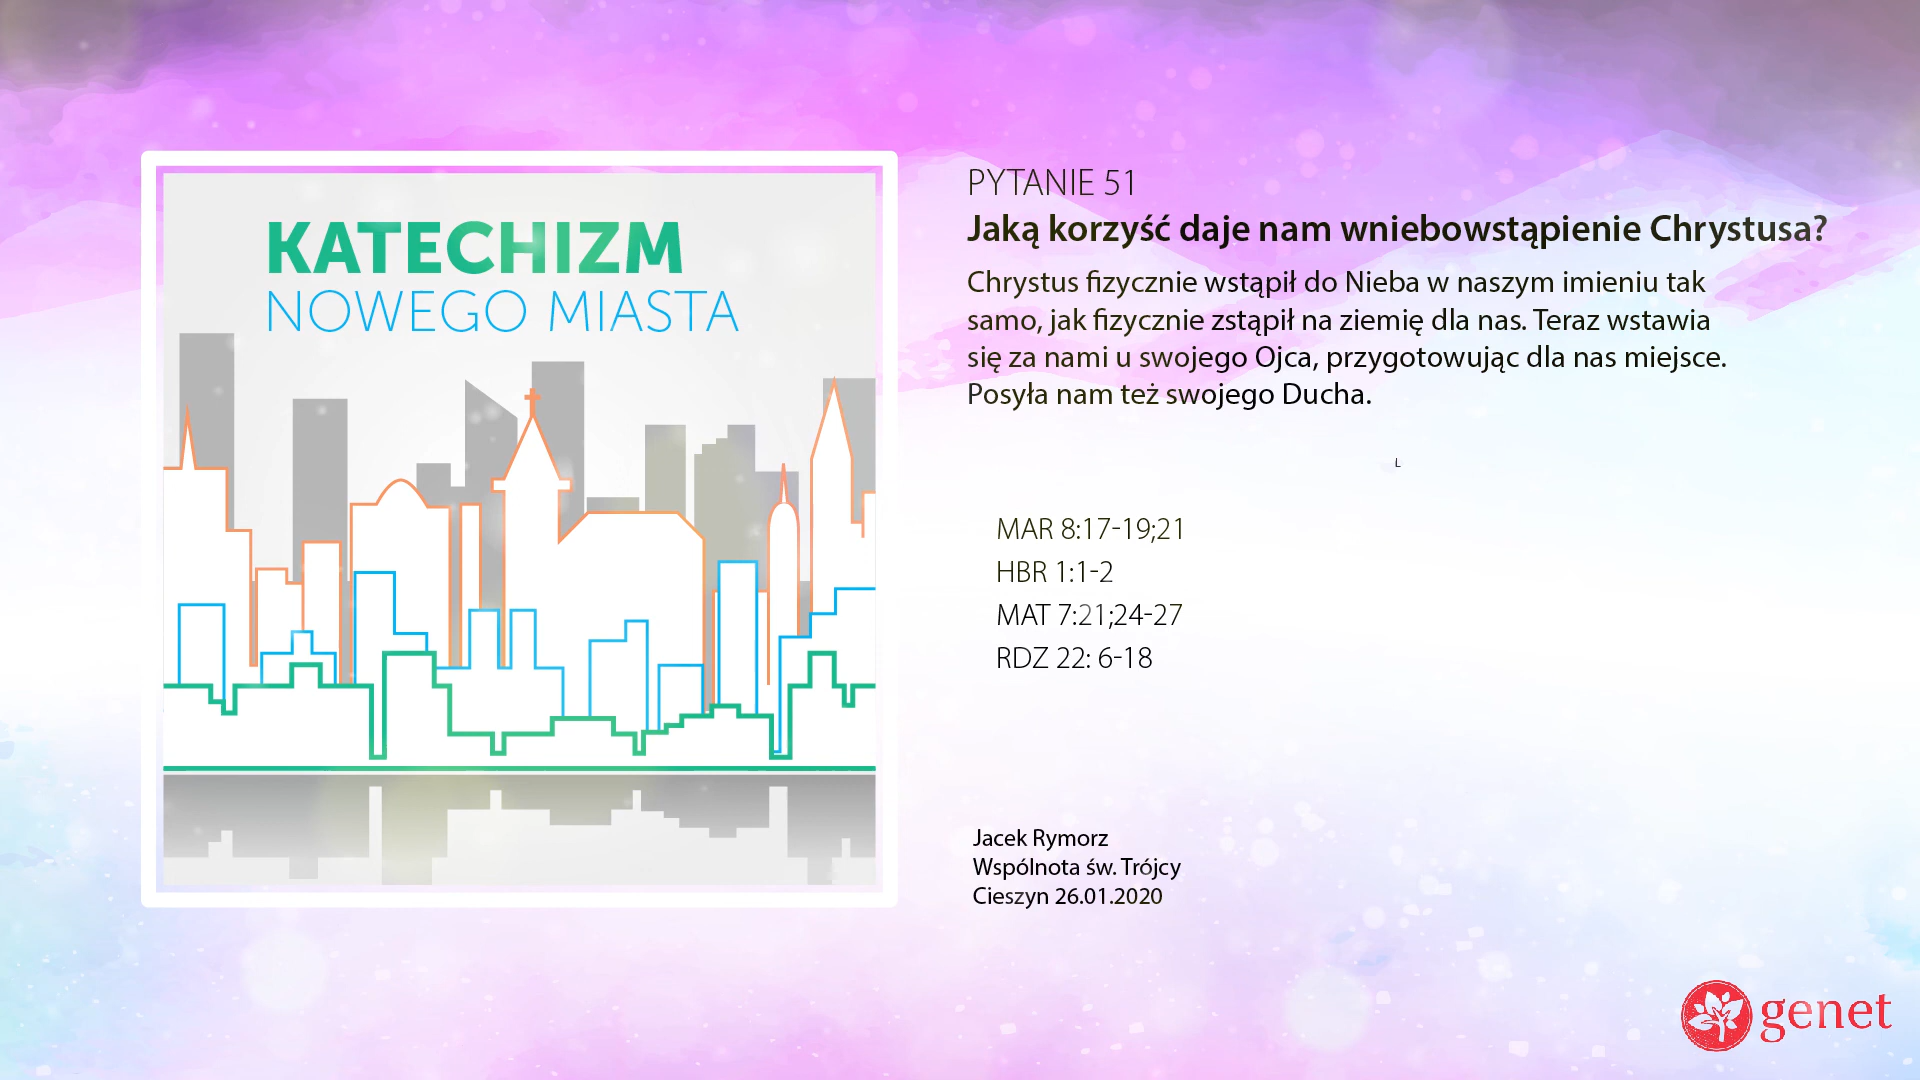 KATECHIZM
NOWEGO MIASTA
PYTANIE 51
Jaką korzyść daje nam wniebowstąpienie Chrystusa?
Chrystus fizycznie wstąpił do Nieba w naszym imieniu tak
samo, jak fizycznie zstąpił na ziemię dla nas. Teraz wstawia
się za nami u swojego Ojca, przygotowując dla nas miejsce.
Posyła nam też swojego Ducha.
L
MAR 8:17-19;21
HBR 1:1-2
MAT 7:21;24-27
RDZ 22: 6-18
Jacek Rymorz
Wspólnota św. Trójcy
Cieszyn 26.01.2020
genet